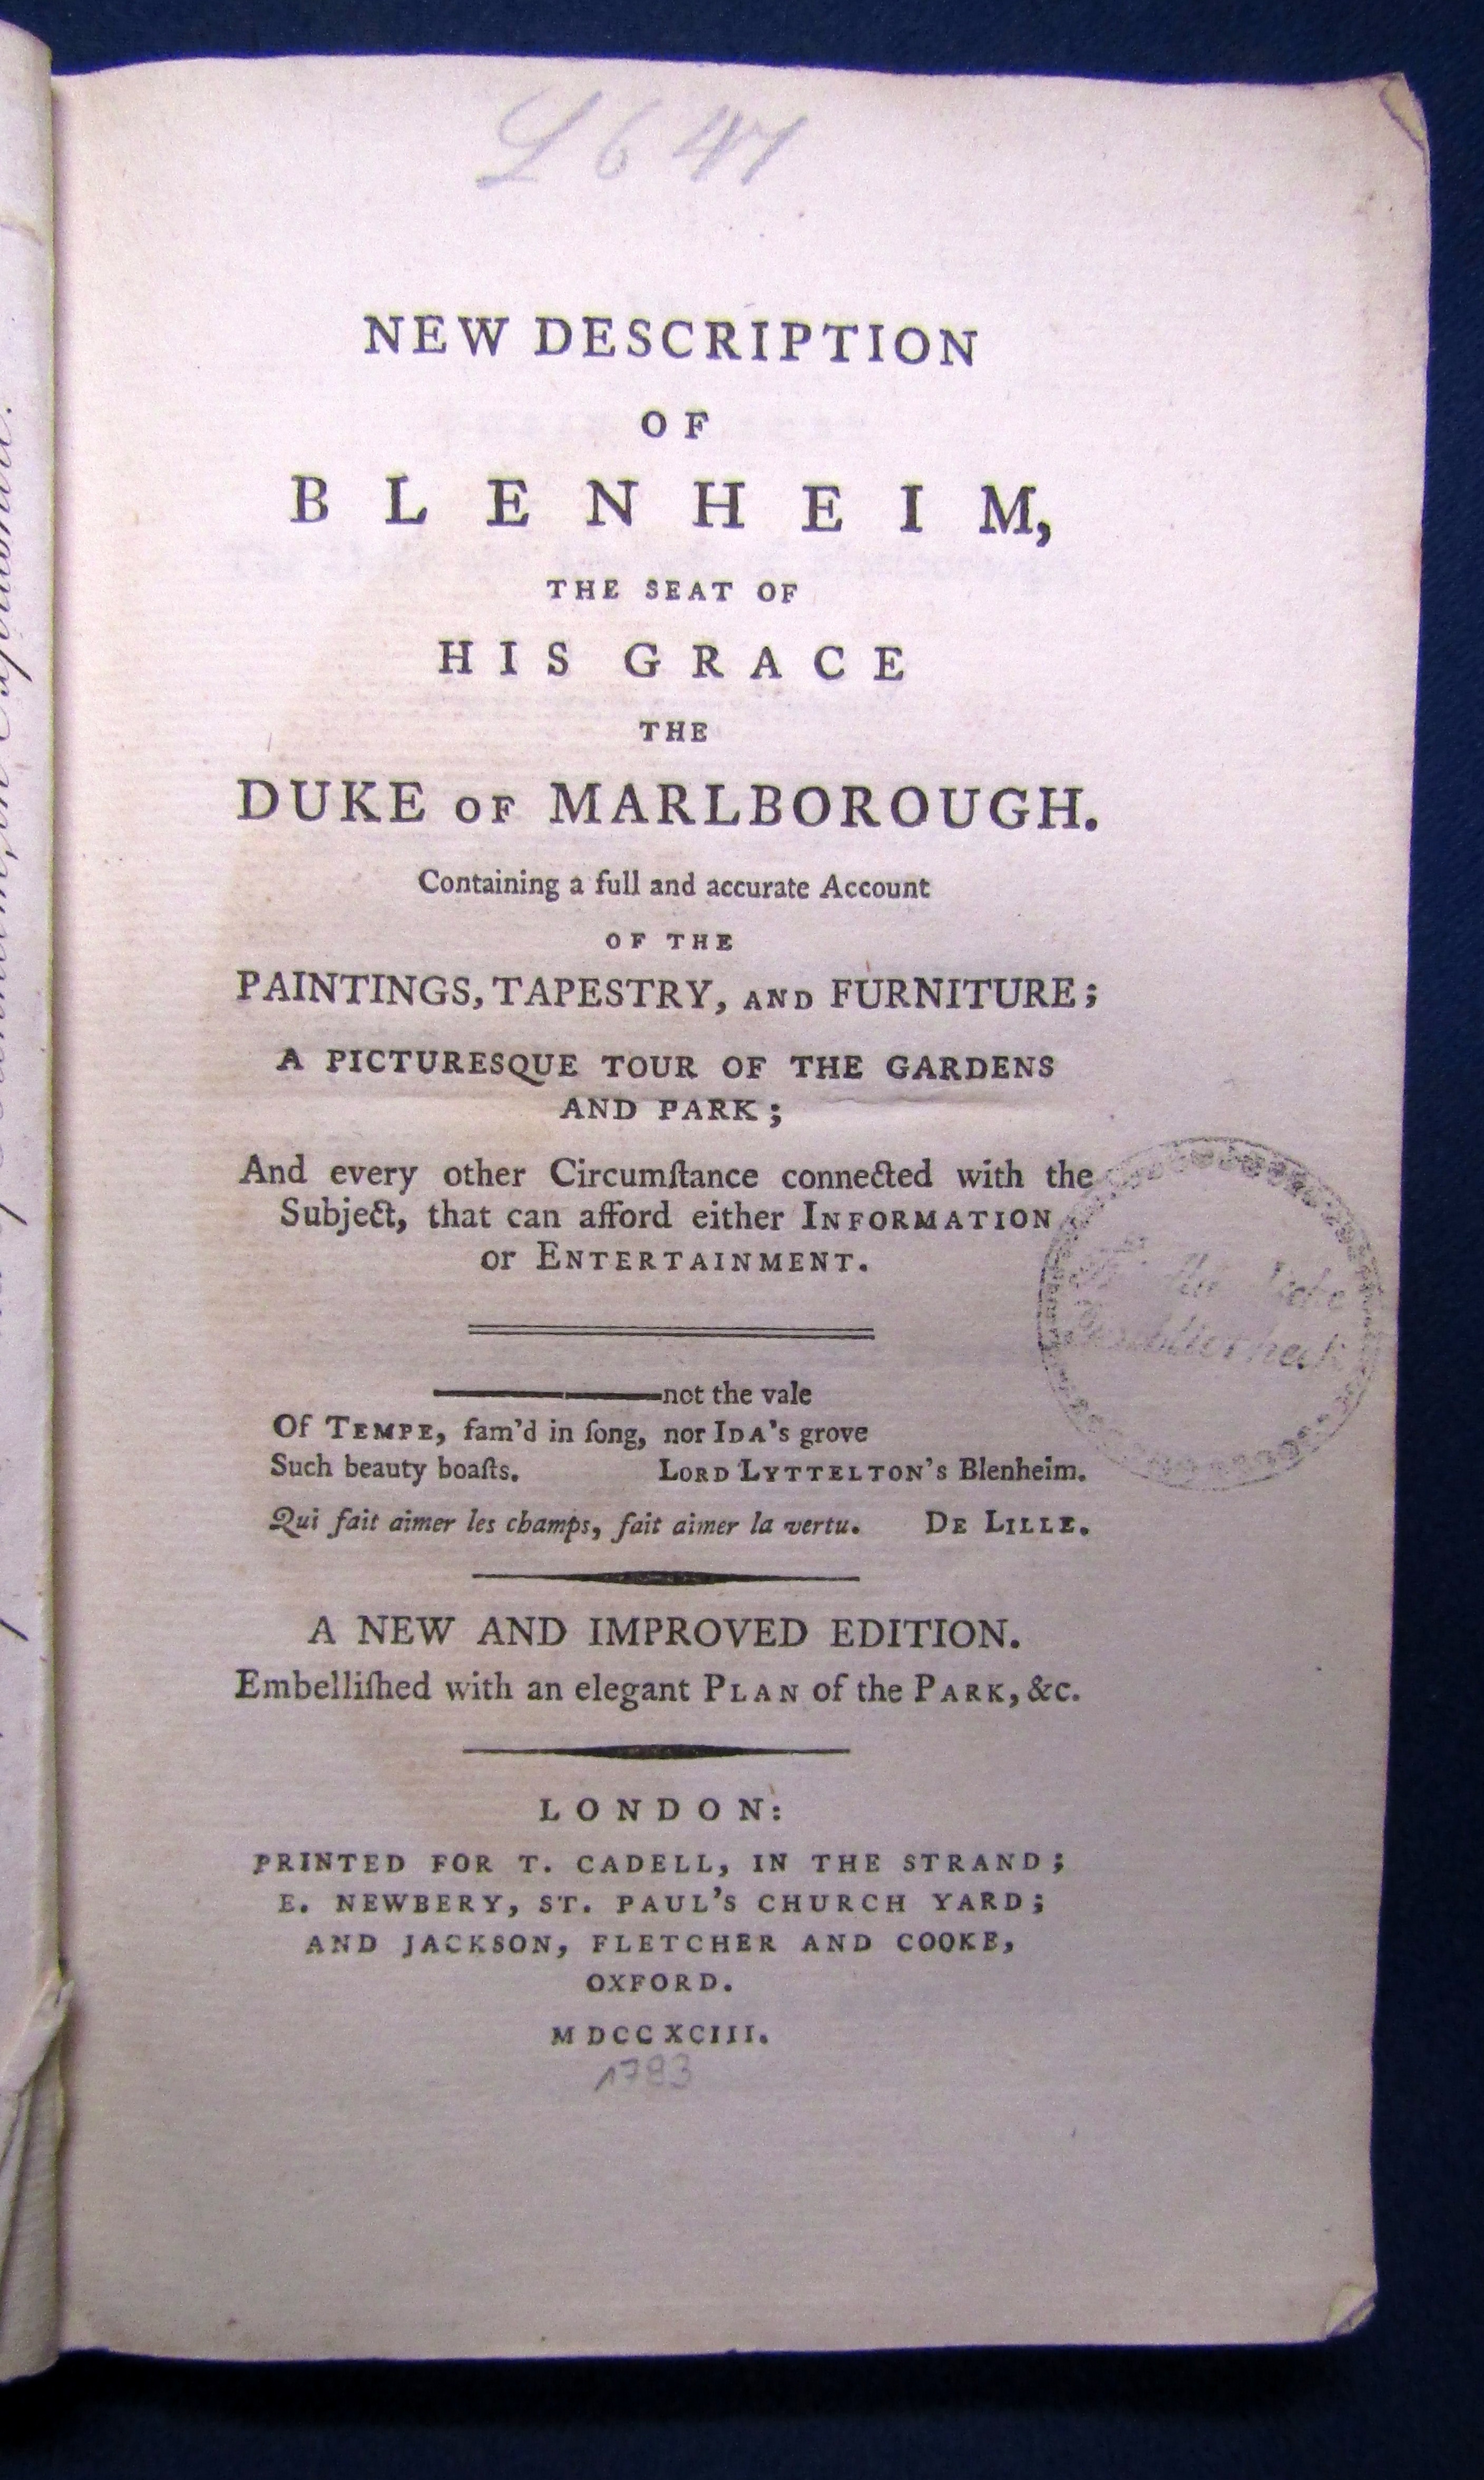 L 647
NEW DESCRIPTION
OF
BLENHEIM,
THE SEAT OF
HIS GRACE
THE
DUKE OF MARLBOROUGH.
Containing a full and accurate Account
OF THE
PAINTINGS, TAPESTRY, AND FURNITURE;
A PICTURESQUE TOUR OF THE GARDENS
AND PARK;
And every other Circumſtance connected with the
Subject, that can afford either INFORMATION
or ENTERTAINMENT.
——not the vale
Of TEMPE, fam'd in ſong, nor IDA's grove
Such beauty boaſts. LORD LYTTELTON's Blenheim.
Qui fait aimer les champs, fait aimer la vertu. DE LILLE.
A NEW AND IMPROVED EDITION.
Embelliſhed with an elegant PLAN of the PARK, &c.
LONDON:
PRINTED FOR T. CADELL, IN THE STRAND;
E. NEWBERY, ST. PAUL'S CHURCH YARD;
AND JACKSON, FLETCHER AND COOKE,
OXFORD.
MDCCXCIII.
1793